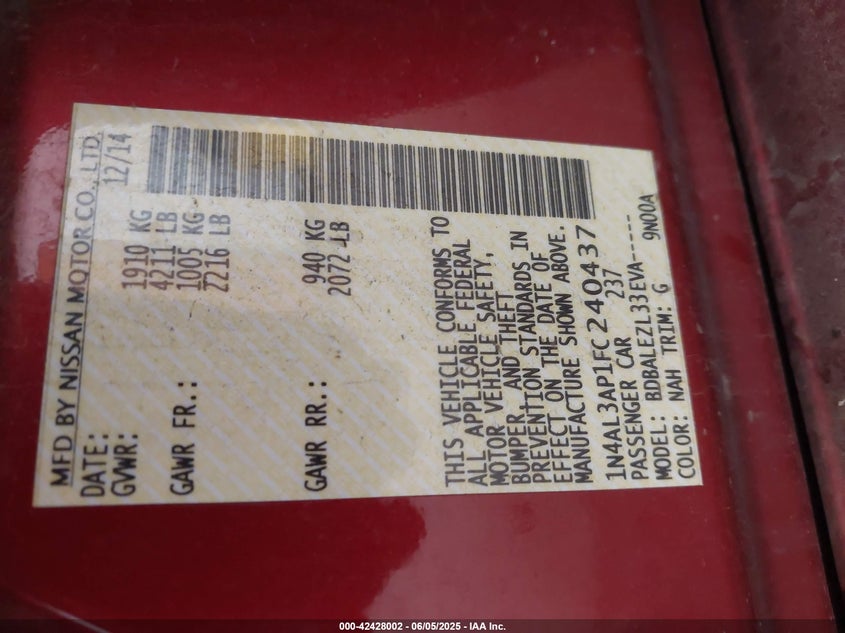 MFD BY NISSAN MOTOR CO., LTD.
DATE: 12/14
GVWR: 1910 KG
4211 LB
GAWR FR.: 1005 KG
2216 LB
GAWR RR.: 940 KG
2072 LB
THIS VEHICLE CONFORMS TO
ALL APPLICABLE FEDERAL
MOTOR VEHICLE SAFETY,
BUMPER, AND THEFT
PREVENTION STANDARDS IN
EFFECT ON THE DATE OF
MANUFACTURE SHOWN ABOVE.
1N4AL3AP1FC240437
PASSENGER CAR 237
MODEL: BDBALEZL33EVA-----
COLOR: NAH TRIM: G 9N00A
000-42428002 - 06/05/2025 - IAA Inc.